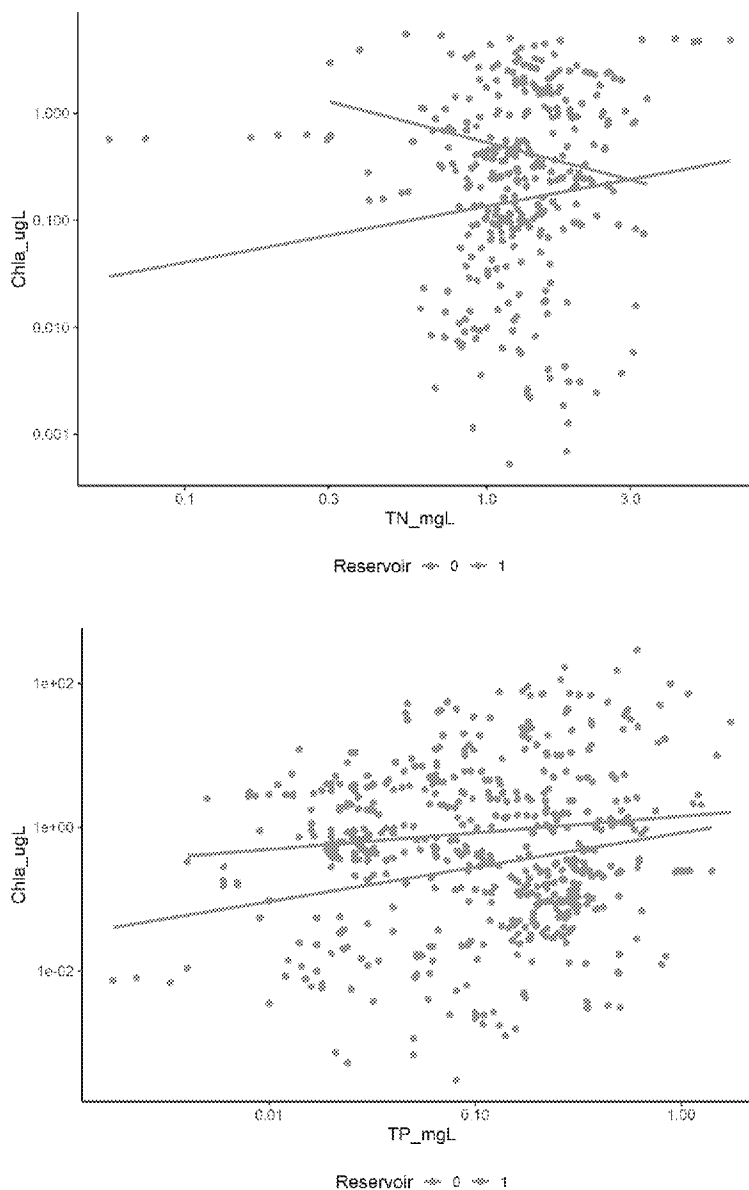 1.000
0.100
0.010
0.001
Chla_ugL
0.1 0.3 1.0 3.0
TN_mgL
Reservoir 0 1
1e+02
1e+00
1e-02
Chla_ugL
0.01 0.10 1.00
TP_mgL
Reservoir 0 1